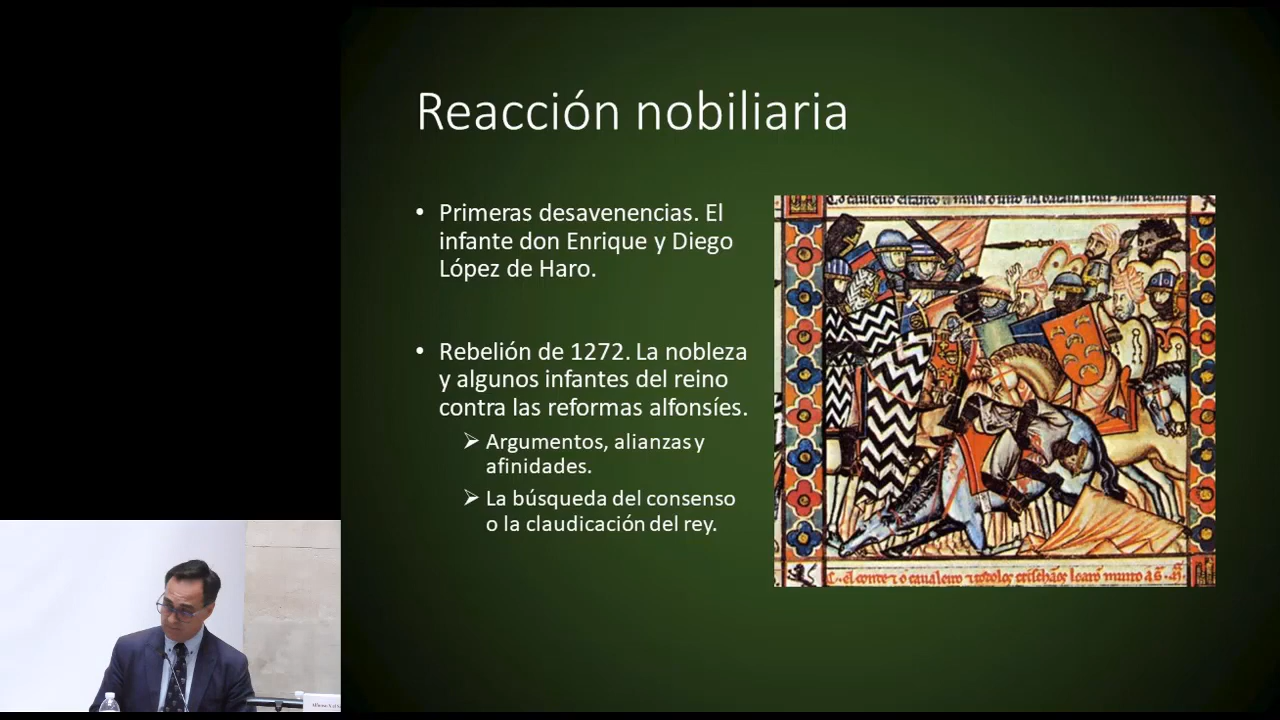 Reacción nobiliaria
• Primeras desavenencias. El
infante don Enrique y Diego
López de Haro.
• Rebelión de 1272. La nobleza
y algunos infantes del reino
contra las reformas alfonsíes.
➢ Argumentos, alianzas y
afinidades.
➢ La búsqueda del consenso
o la claudicación del rey.